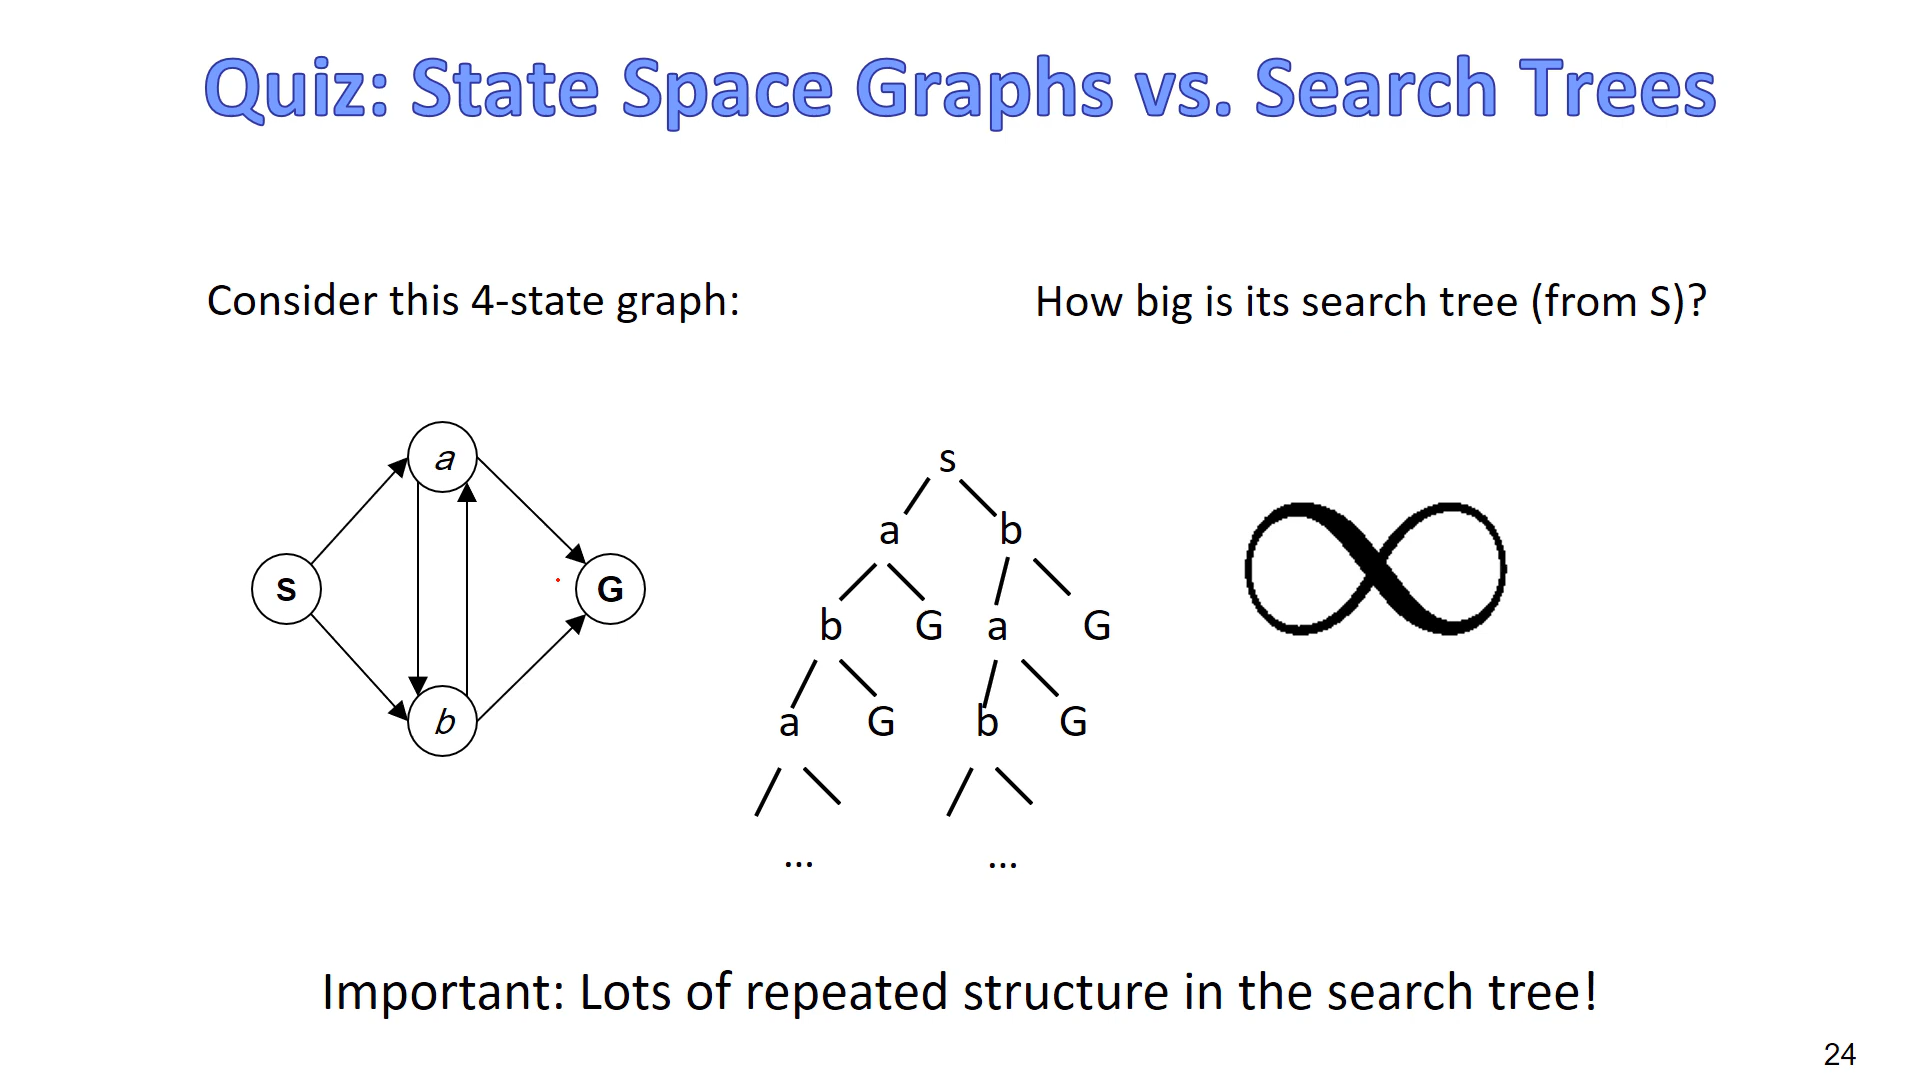 Quiz: State Space Graphs vs. Search Trees
Consider this 4-state graph:
How big is its search tree (from S)?
a
S
G
b
s
a b
b G a G
a G b G
... ...
Important: Lots of repeated structure in the search tree!
24